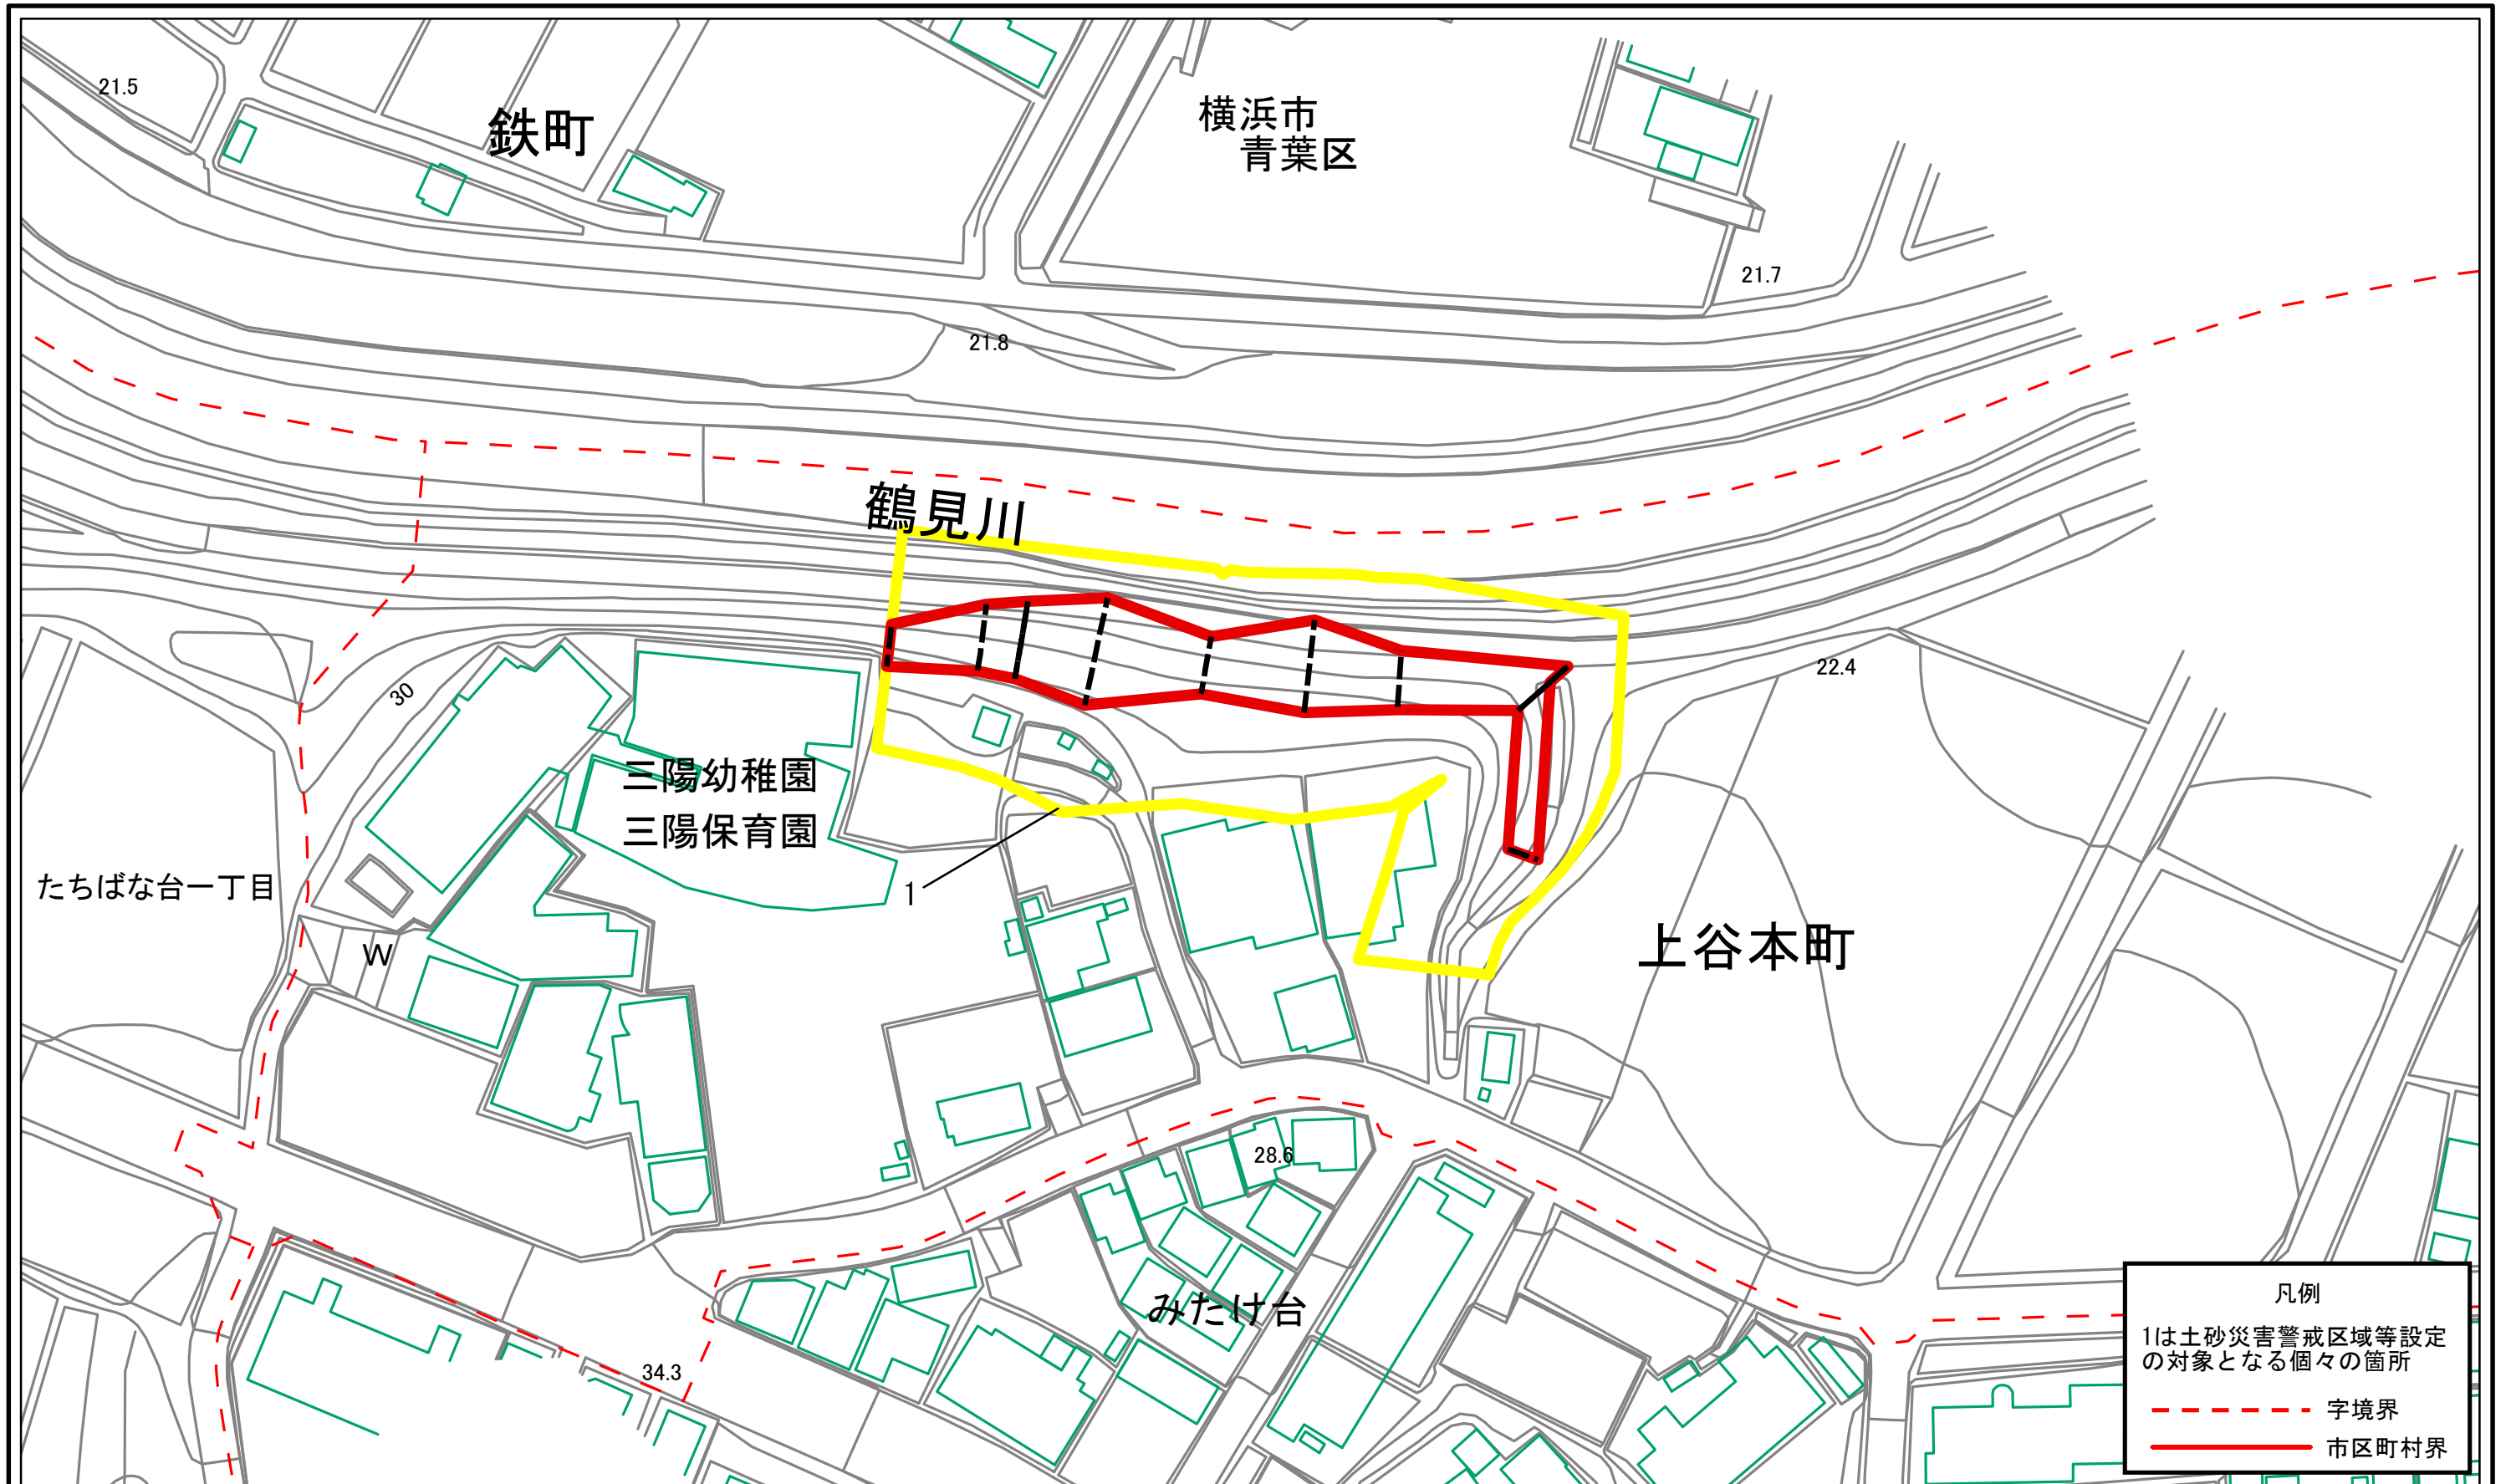 21.5
鉄町
横浜市
青葉区
21.7
21.8
鶴見川
22.4
30
三陽幼稚園
三陽保育園
たちばな台一丁目
1
W
上谷本町
28.6
みたけ台
34.3
凡例
1は土砂災害警戒区域等設定
の対象となる個々の箇所
字境界
市区町村界